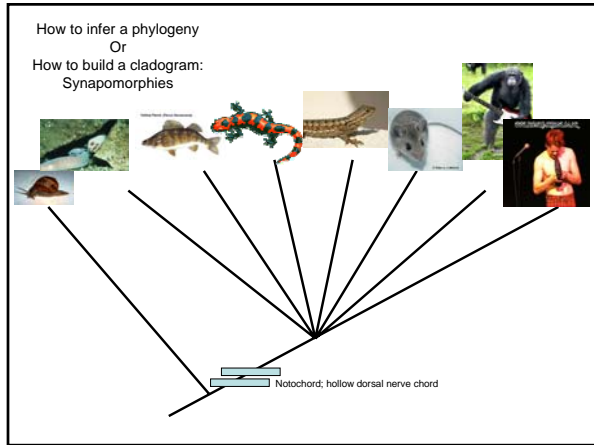 How to infer a phylogeny
Or
How to build a cladogram:
Synapomorphies
Notochord; hollow dorsal nerve chord